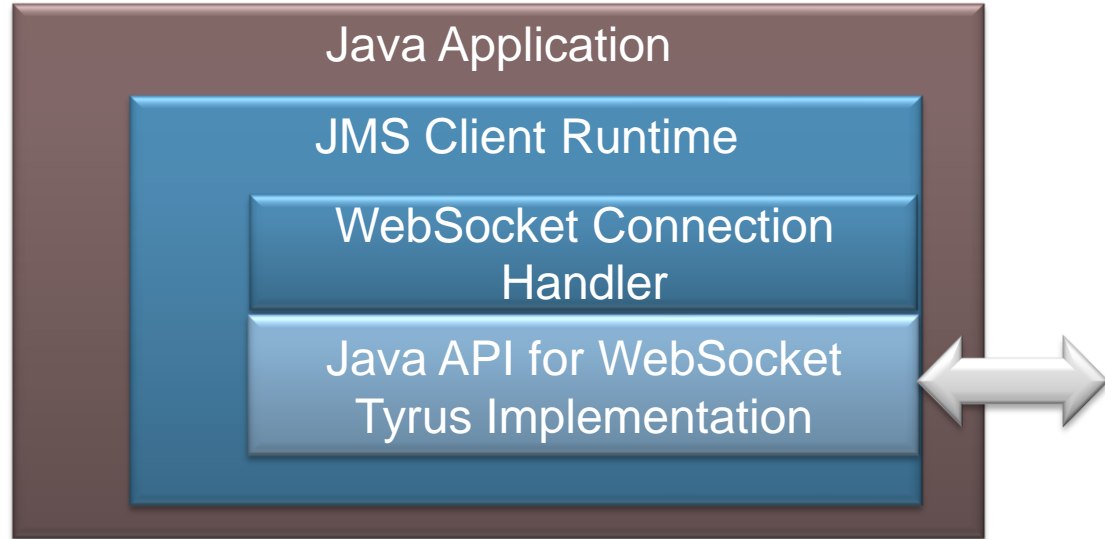 Java Application
JMS Client Runtime
WebSocket Connection
Handler
Java API for WebSocket
Tyrus Implementation